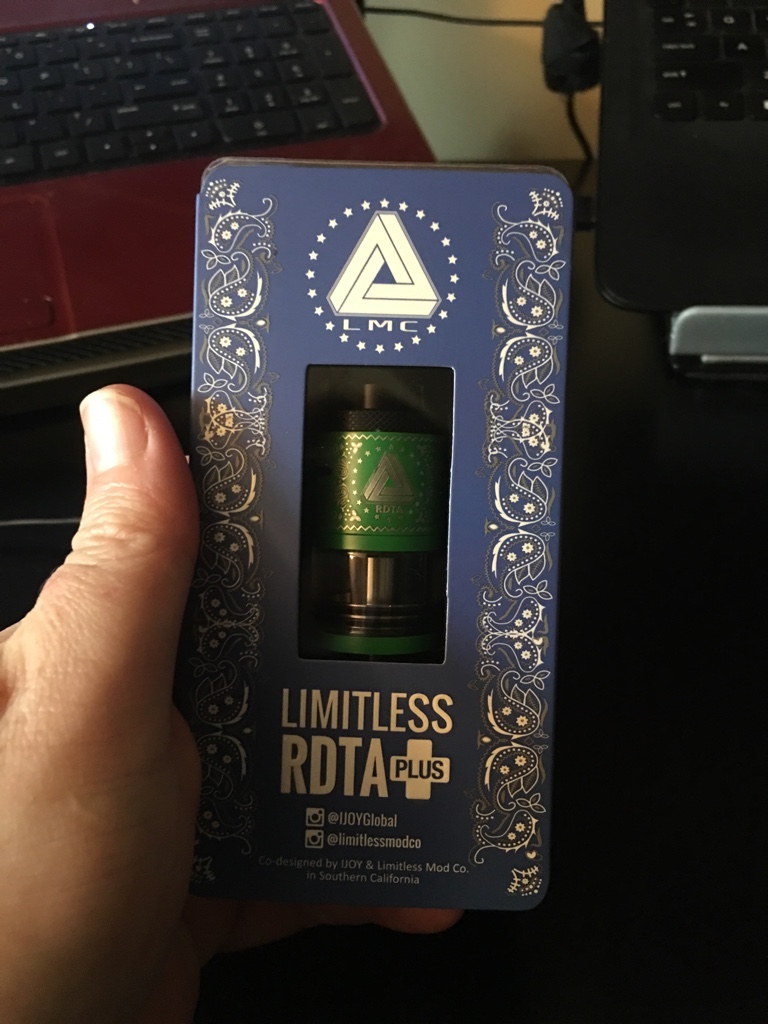 LMC
RDTA
LIMITLESS
RDTA PLUS
@IJOYGlobal
@limitlessmodco
Co-designed by IJOY & Limitless Mod Co.
in Southern California